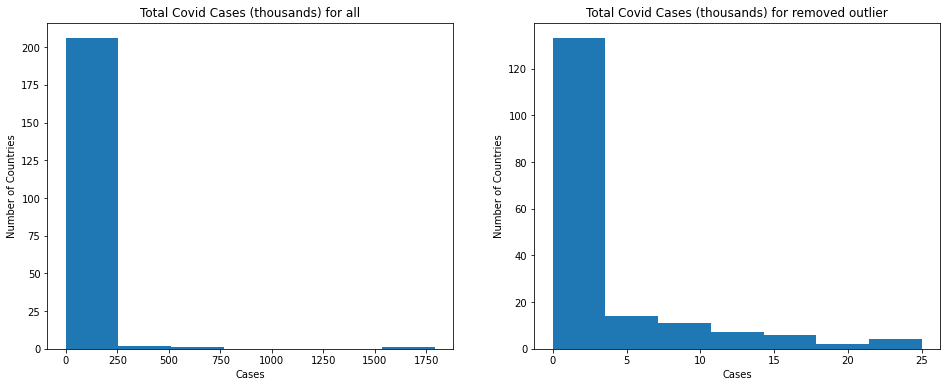 Total Covid Cases (thousands) for all
Number of Countries
200
175
150
125
100
75
50
25
0
0 250 500 750 1000 1250 1500 1750
Cases
Total Covid Cases (thousands) for removed outlier
Number of Countries
120
100
80
60
40
20
0
0 5 10 15 20 25
Cases